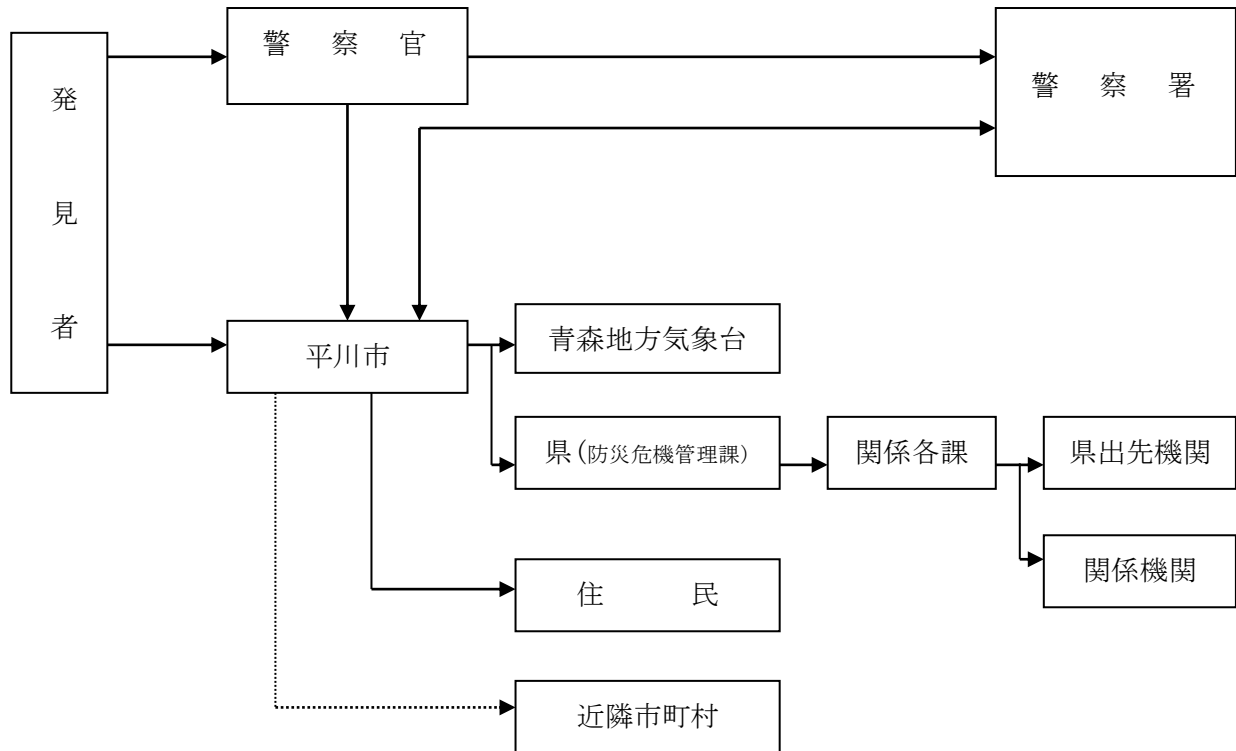 発見者
警察官
警察署
平川市
青森地方気象台
県(防災危機管理課)
関係各課
県出先機関
関係機関
住民
近隣市町村